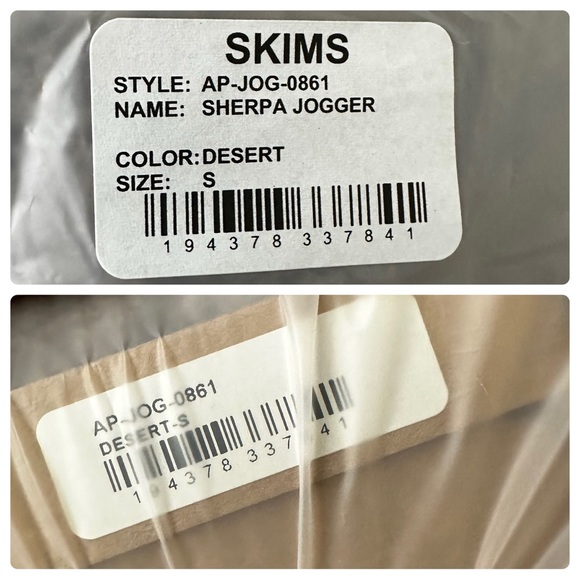 SKIMS
STYLE: AP-JOG-0861
NAME: SHERPA JOGGER
COLOR: DESERT
SIZE: S
194378 337841
AP-JOG-0861
DESERT-S